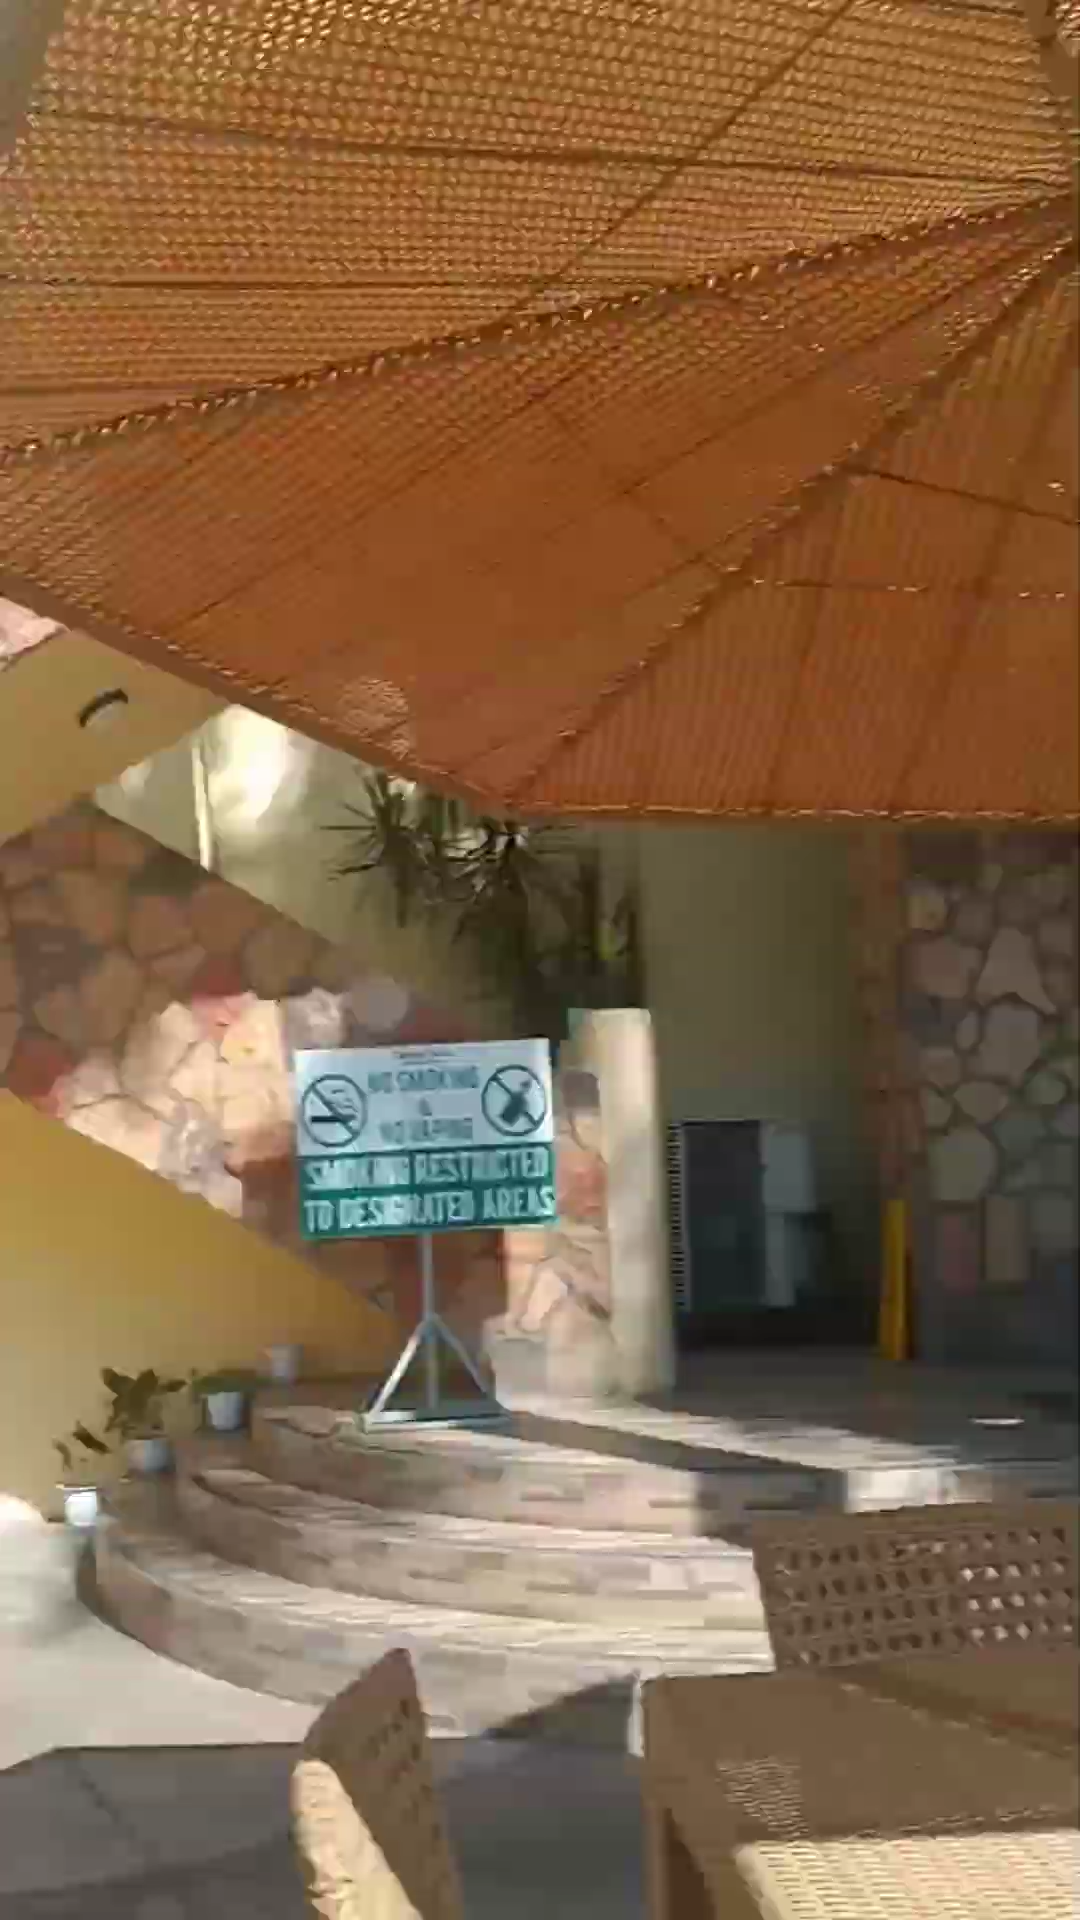 NO SMOKING
&
NO VAPING
SMOKING RESTRICTED
TO DESIGNATED AREAS